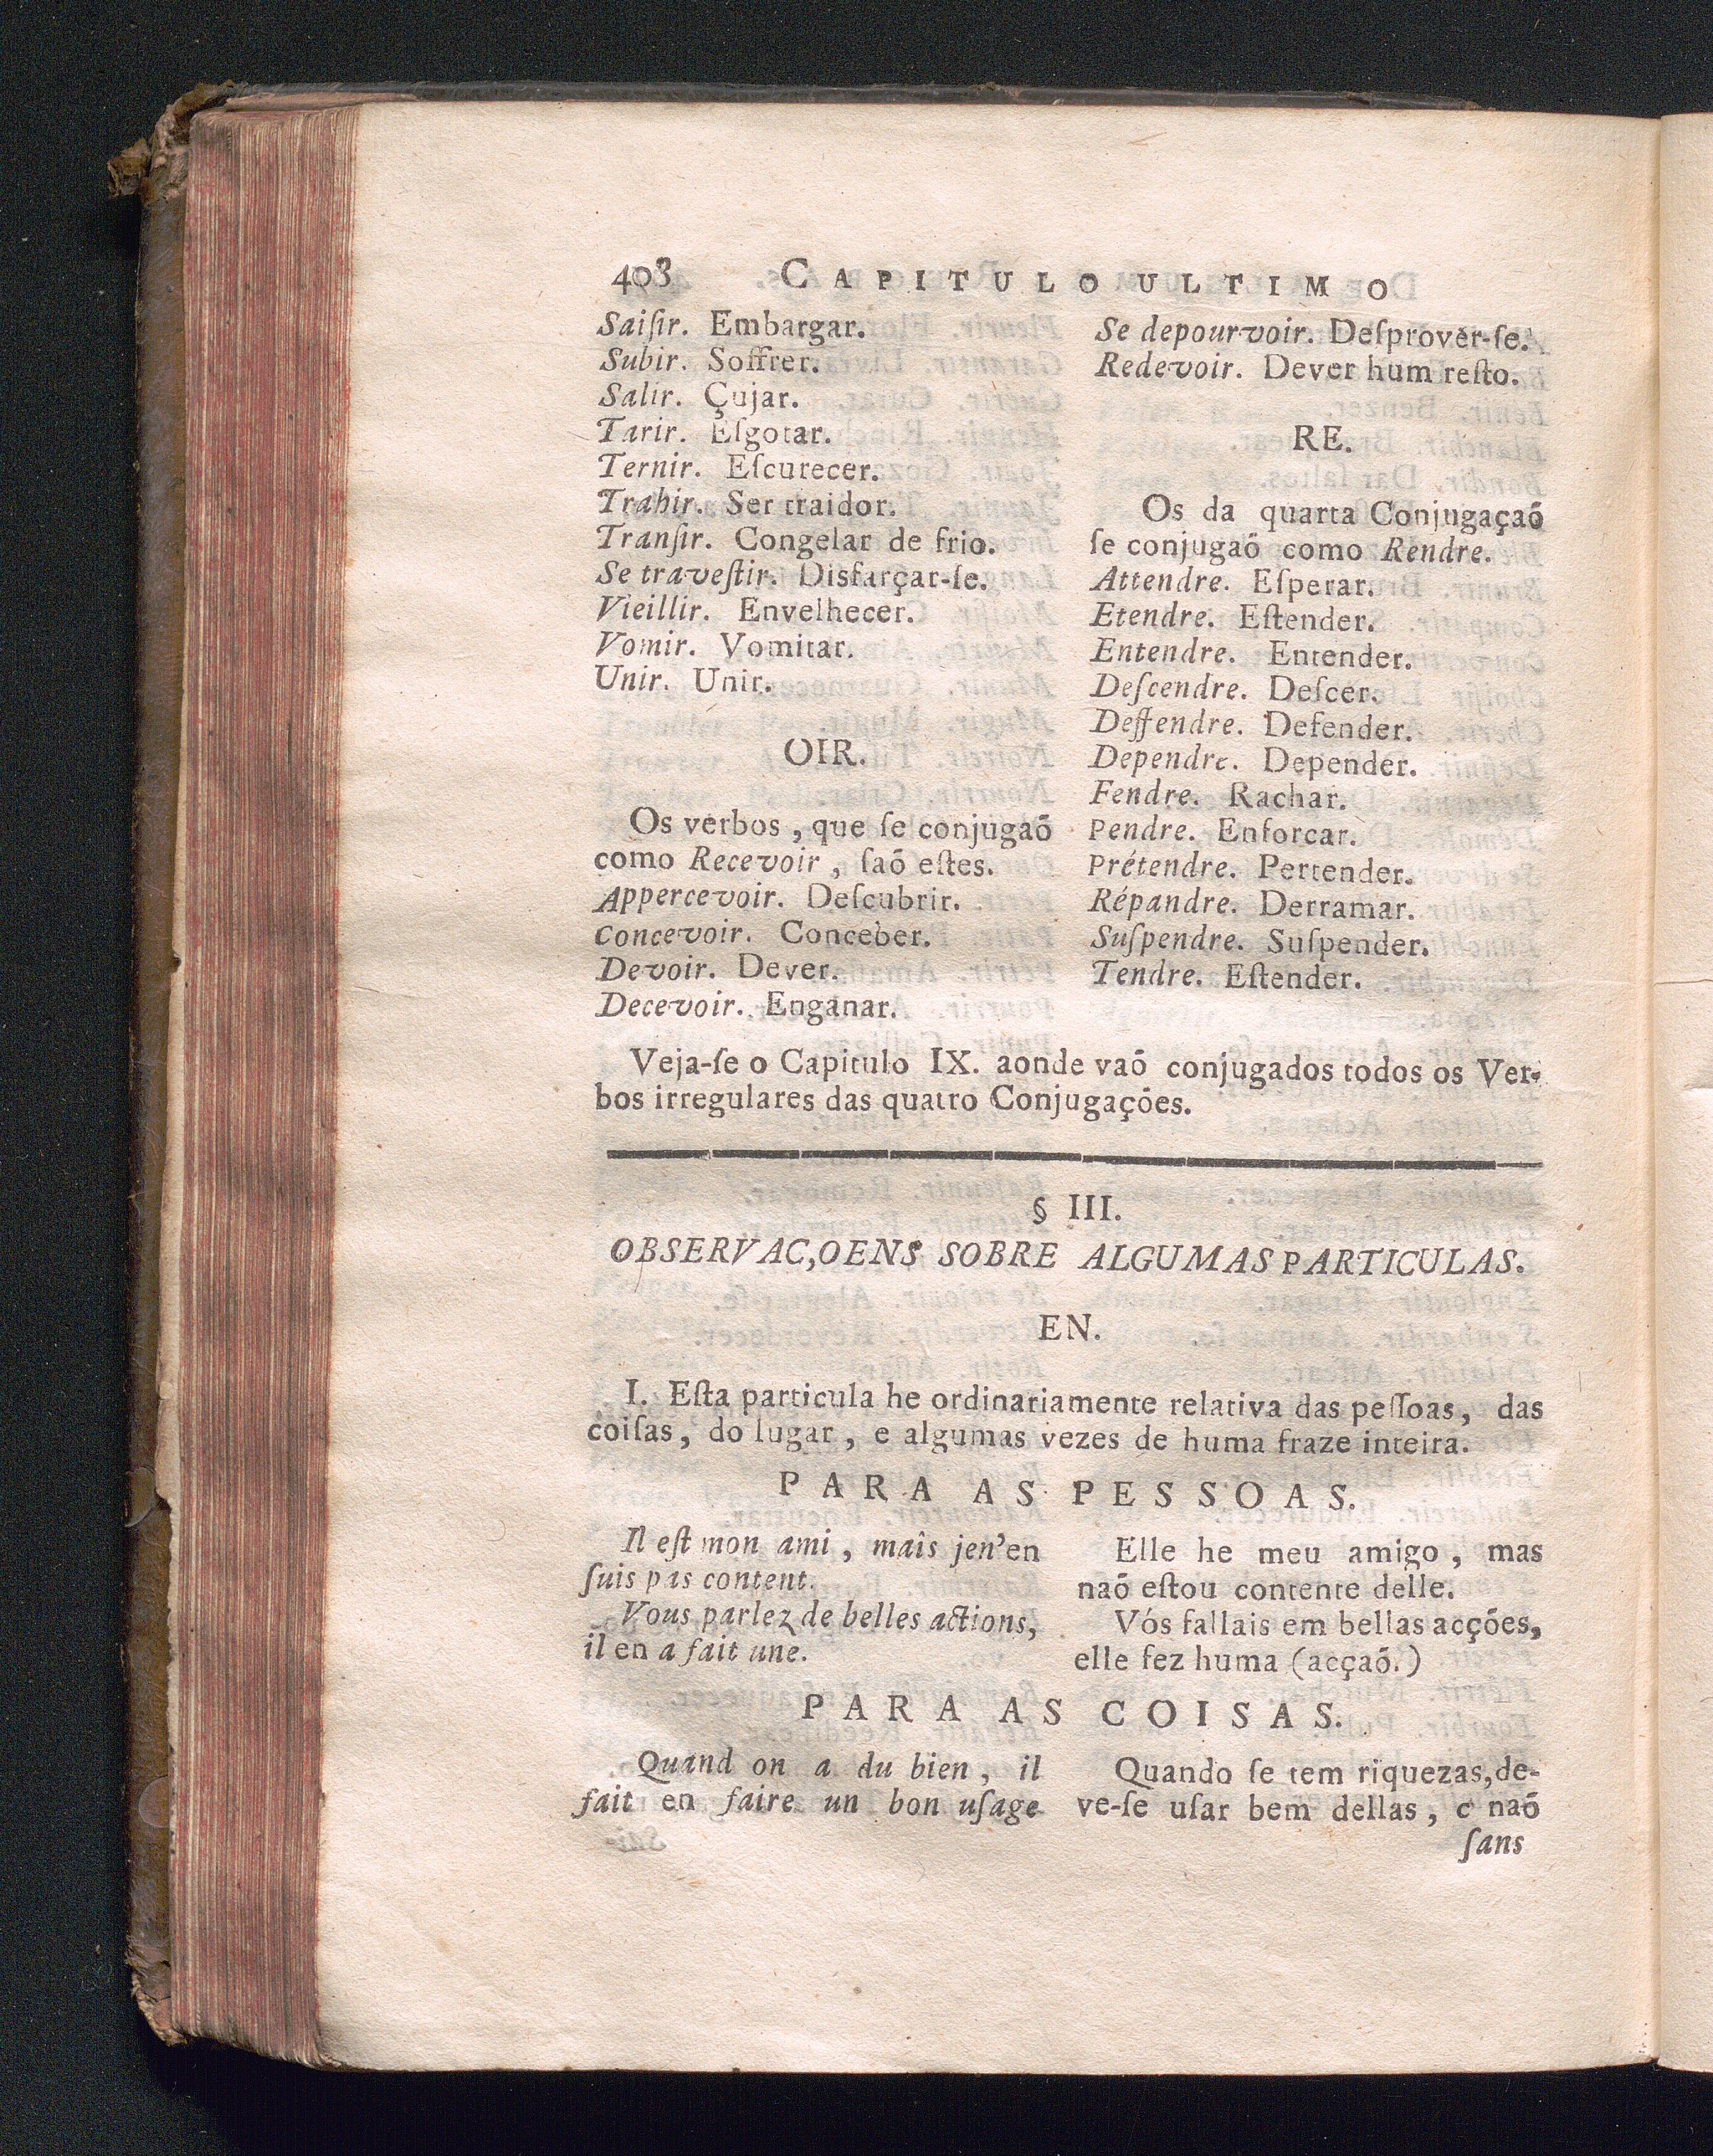 408 CAPITULO ULTIMO
Saiſir. Embargar.
Subir. Soffrer.
Salir. Çujar.
Tarir. Eſgotar.
Ternir. Eſcurecer.
Trahir. Ser traidor.
Tranſir. Congelar de frio.
Se traveſtir. Disfarçar-ſe.
Vieillir. Envelhecer.
Vomir. Vomitar.
Unir. Unir.
OIR.
Os verbos, que ſe conjugaõ
como Recevoir, ſaõ eſtes.
Appercevoir. Deſcubrir.
Concevoir. Conceber.
Devoir. Dever.
Decevoir. Enganar.
Se depourvoir. Deſprover-ſe.
Redevoir. Dever hum reſto.
RE.
Os da quarta Conjugaçaõ
ſe conjugaõ como Rendre.
Attendre. Eſperar.
Etendre. Eſtender.
Entendre. Entender.
Deſcendre. Deſcer.
Deffendre. Defender.
Dependre. Depender.
Fendre. Rachar.
Pendre. Enforcar.
Prétendre. Pertender.
Répandre. Derramar.
Suſpendre. Suſpender.
Tendre. Eſtender.
Veja-ſe o Capitulo IX. aonde vaõ conjugados todos os Ver-
bos irregulares das quatro Conjugações.
§ III.
OBSERVAC,OENS SOBRE ALGUMAS PARTICULAS.
EN.
I. Eſta particula he ordinariamente relativa das peſſoas, das
coiſas, do lugar, e algumas vezes de huma fraze inteira.
PARA AS PESSOAS.
Il eſt mon ami, maîs jen'en
ſuis pas content.
Vous parlez de belles actions,
il en a fait une.
Elle he meu amigo, mas
naõ eſtou contente delle.
Vós fallais em bellas acções,
elle fez huma (acçaõ.)
PARA AS COISAS.
Quand on a du bien, il
fait en faire un bon uſage
Quando ſe tem riquezas, de-
ve-ſe uſar bem dellas, e naõ
ſans